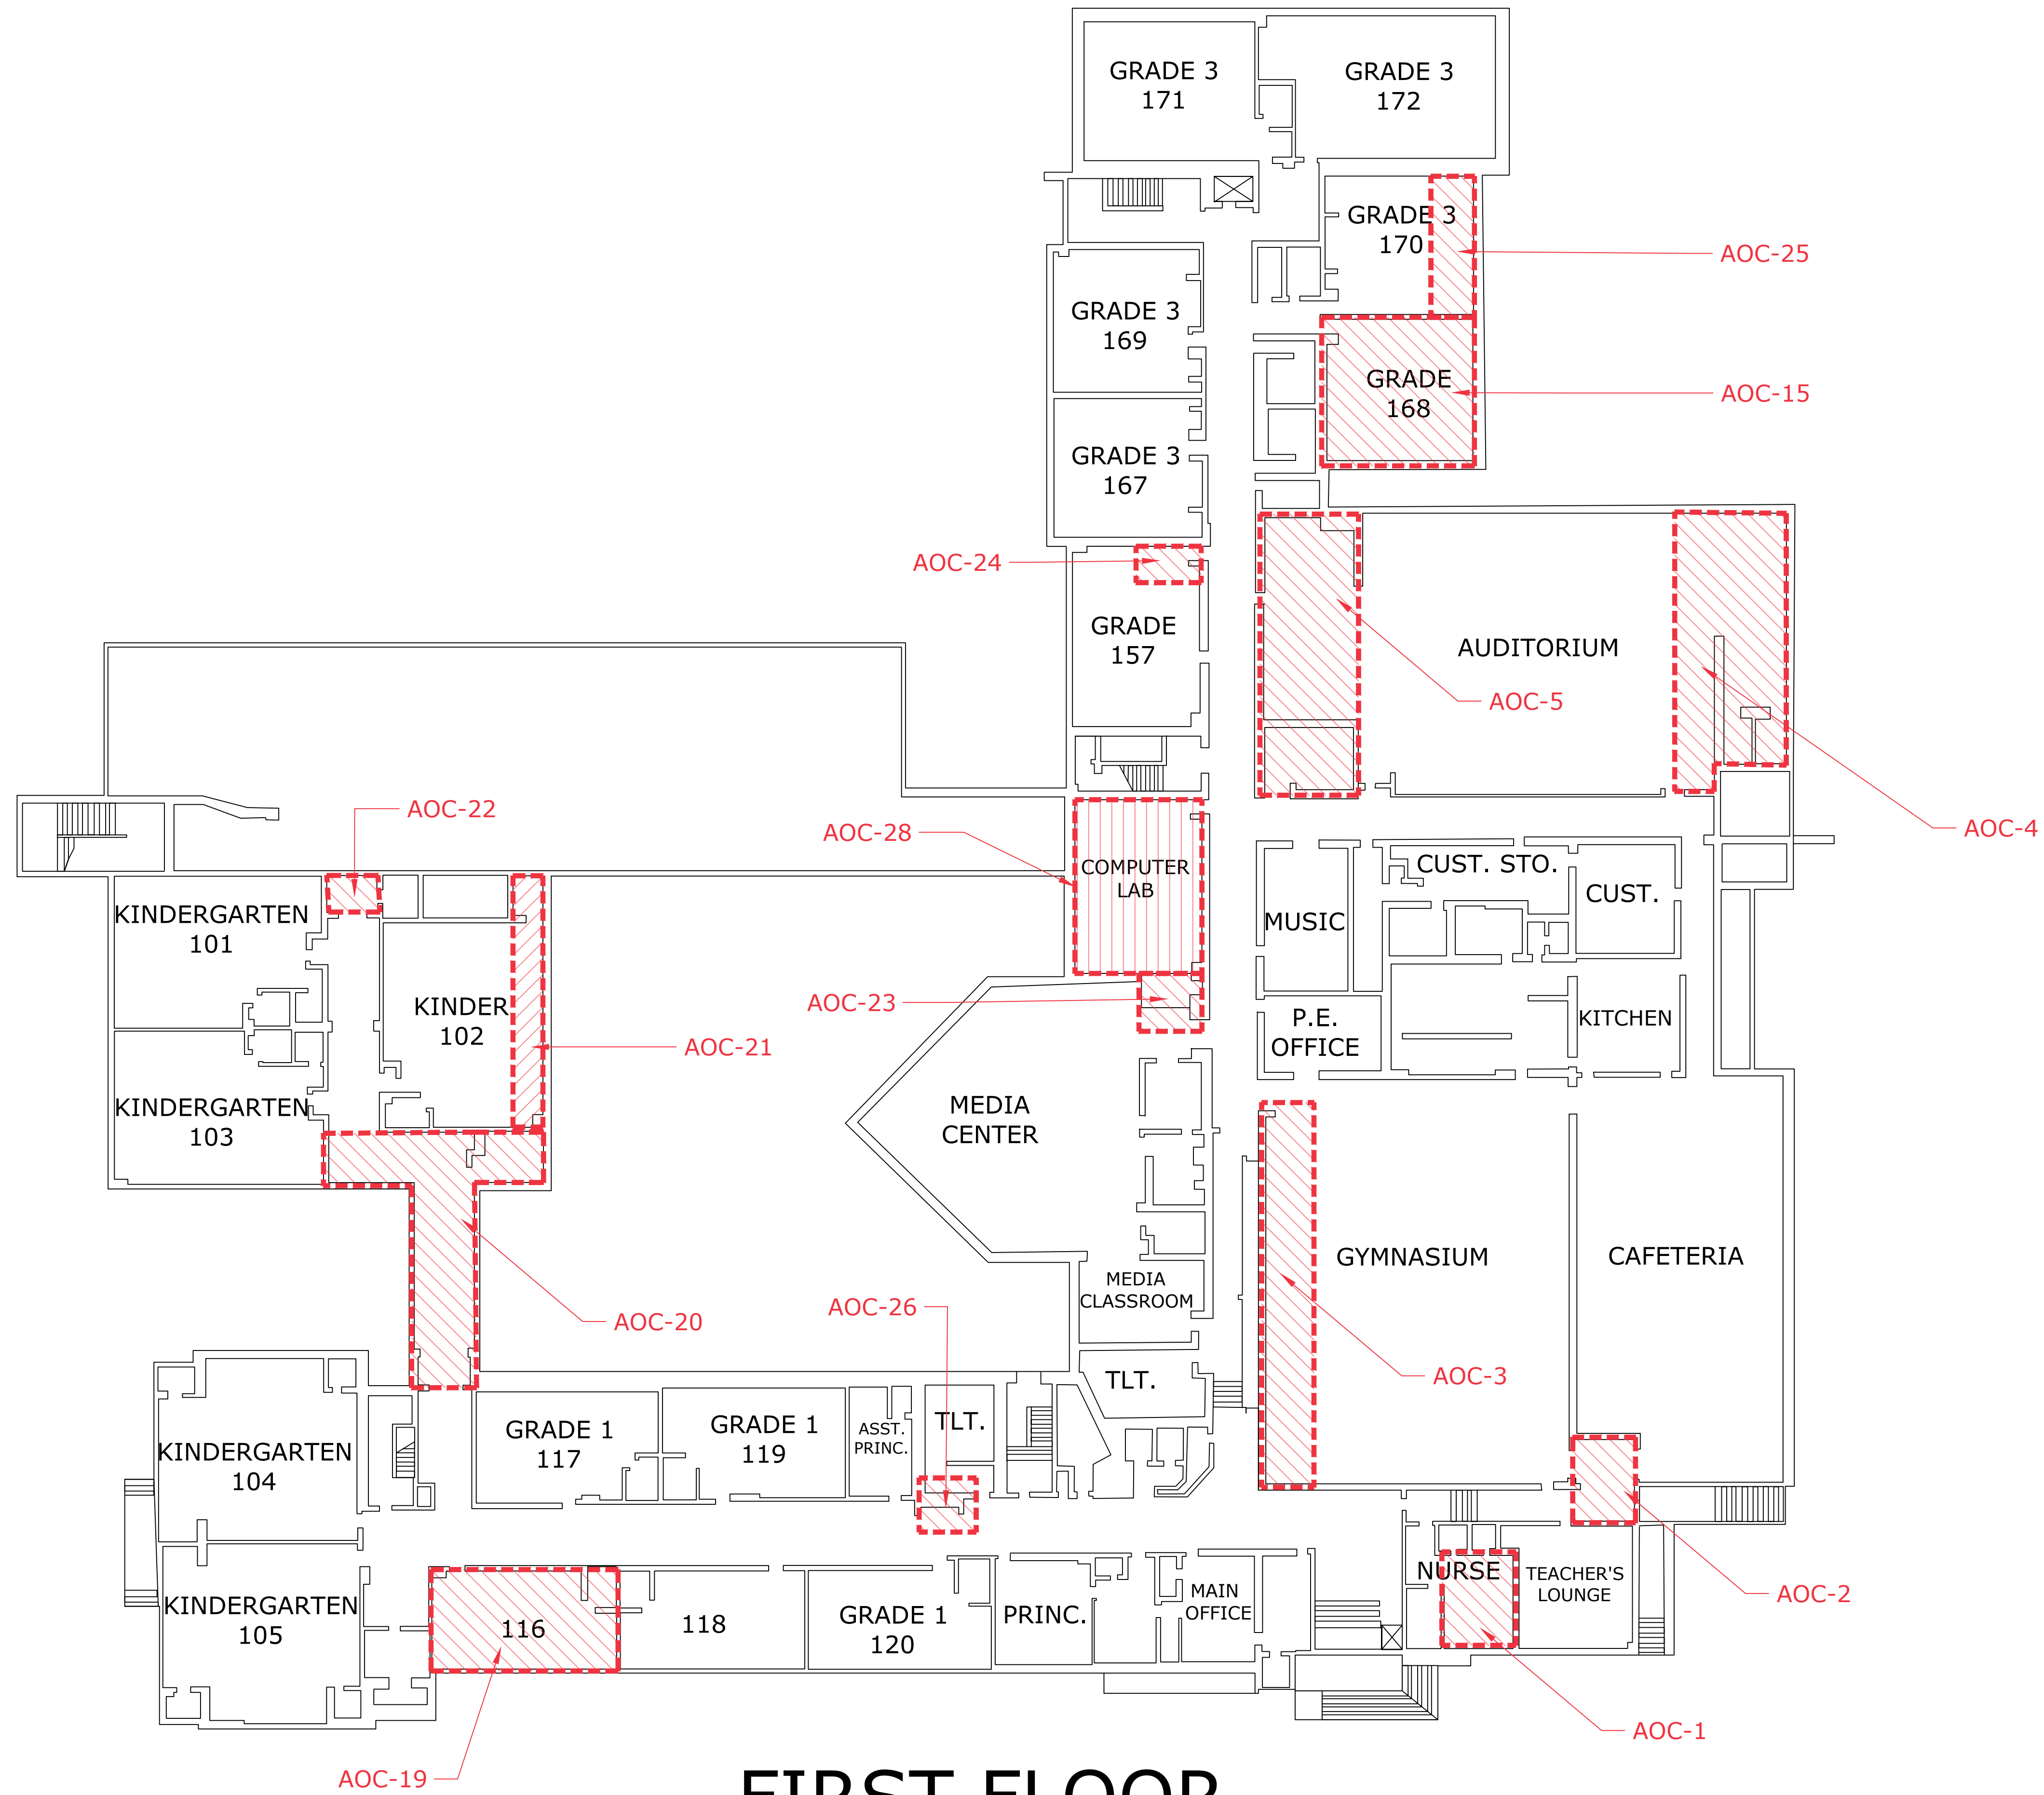 GRADE 3
171
GRADE 3
172
GRADE 3
170
AOC-25
GRADE 3
169
GRADE
168
AOC-15
GRADE 3
167
AOC-24
GRADE
157
AUDITORIUM
AOC-5
AOC-4
AOC-22
AOC-28
COMPUTER
LAB
CUST. STO.
CUST.
MUSIC
KINDERGARTEN
101
KINDER
102
AOC-21
AOC-23
P.E.
OFFICE
KITCHEN
KINDERGARTEN
103
MEDIA
CENTER
GYMNASIUM
CAFETERIA
MEDIA
CLASSROOM
AOC-20
AOC-26
AOC-3
TLT.
KINDERGARTEN
104
GRADE 1
117
GRADE 1
119
ASST.
PRINC.
TLT.
KINDERGARTEN
105
116
118
GRADE 1
120
PRINC.
MAIN
OFFICE
NURSE
TEACHER'S
LOUNGE
AOC-2
AOC-1
AOC-19
FIRST FLOOR